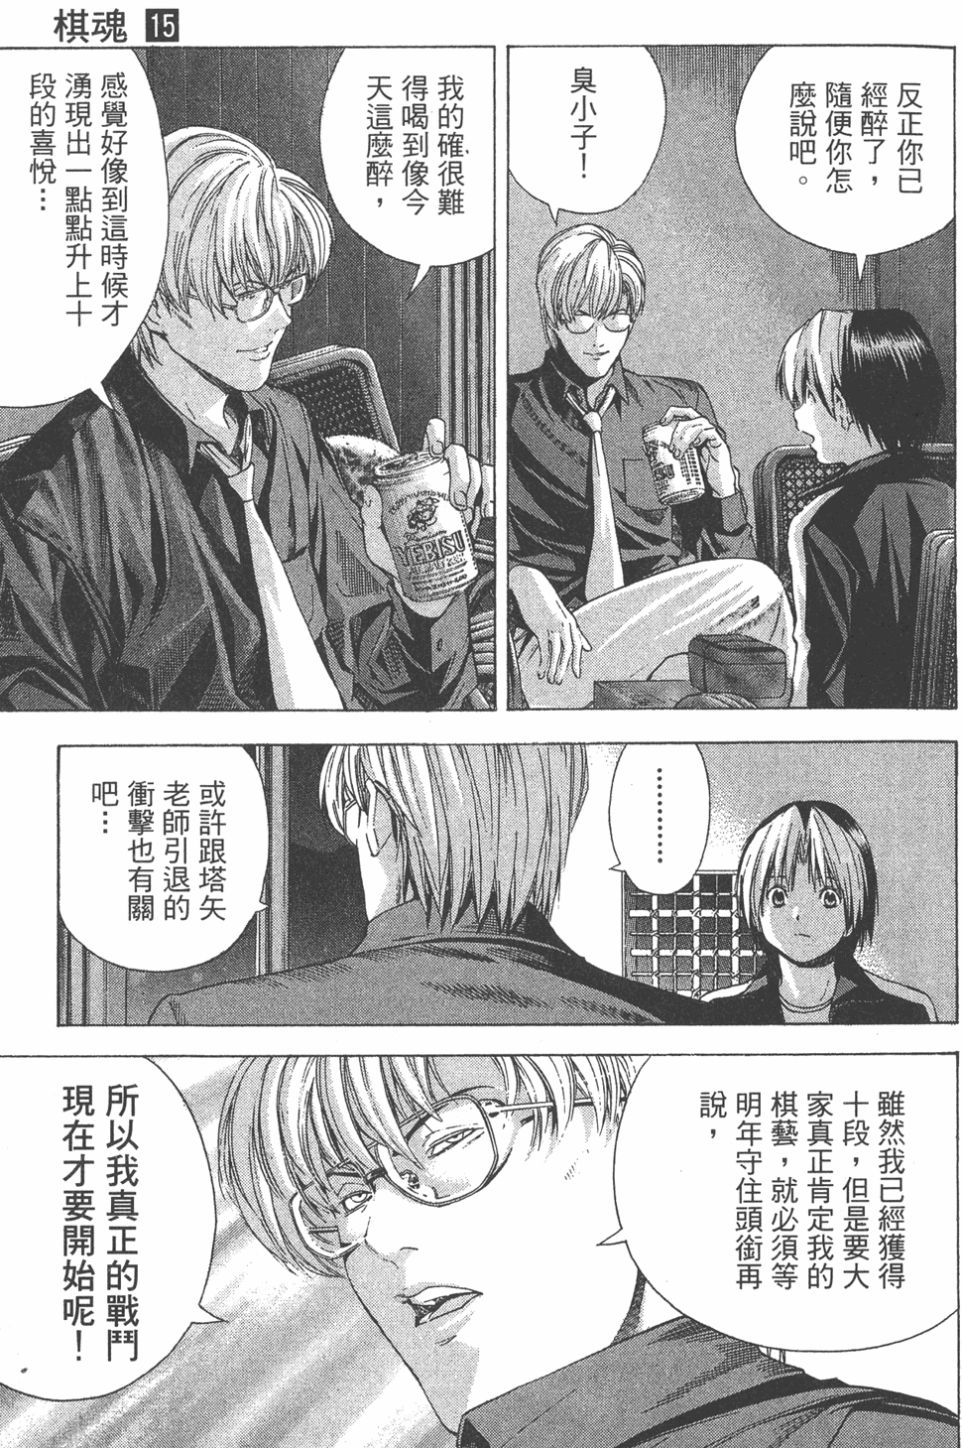 棋魂 15
反正你已
經醉了，
隨便你怎
麼說吧。
臭小子！
我的確很難
得喝到像今
天這麼醉，
感覺好像到這時候才
湧現出一點點升上十
段的喜悅…
YEBISU
…………
或許跟塔矢
老師引退的
衝擊也有關
吧…
雖然我已經獲得
十段，但是要大
家真正肯定我的
棋藝，就必須等
明年守住頭銜再
說，
所以我真正的戰鬥
現在才要開始呢！